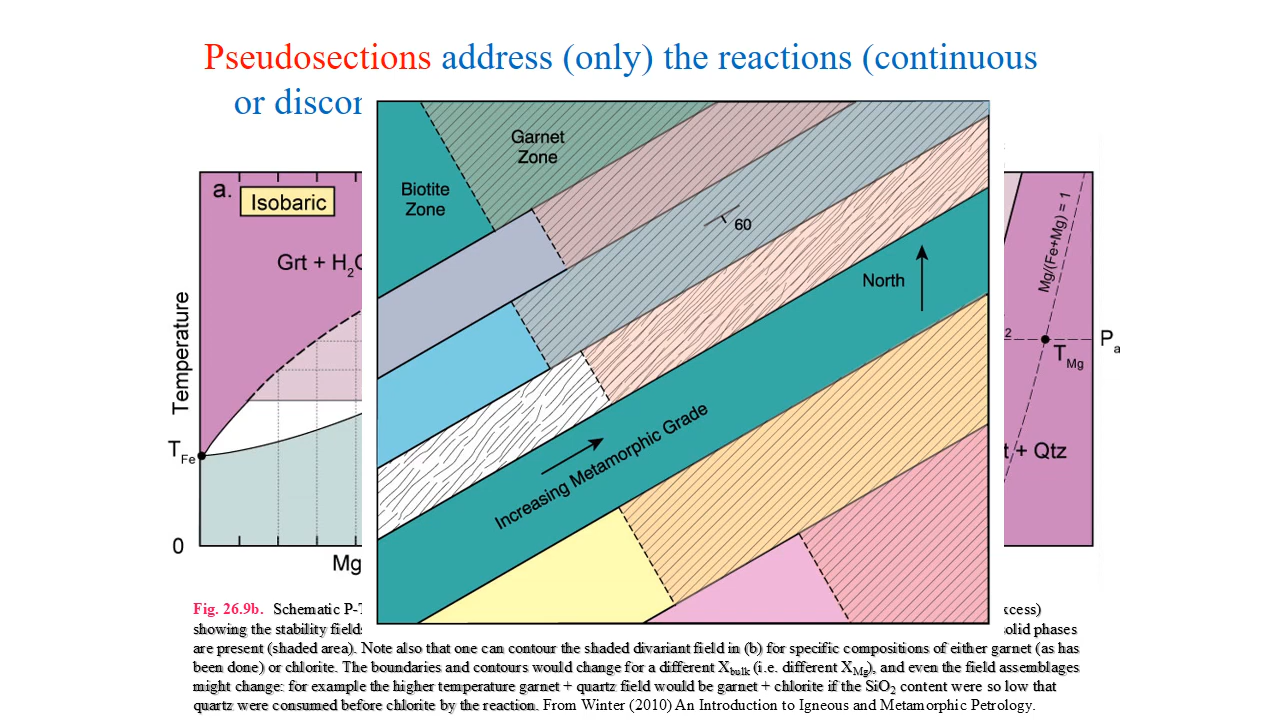 Pseudosections address (only) the reactions (continuous
or discor
a.
Isobaric
Grt + H2O
Temperature
TFe
0
Mg
Garnet
Zone
Biotite
Zone
60
North
Increasing Metamorphic Grade
Mg/(Fe+Mg) = 1
2
Pa
TMg
t + Qtz
Fig. 26.9b. Schematic P-T xcess)
showing the stability field olid phases
are present (shaded area). Note also that one can contour the shaded divariant field in (b) for specific compositions of either garnet (as has
been done) or chlorite. The boundaries and contours would change for a different Xbulk (i.e. different XMg), and even the field assemblages
might change: for example the higher temperature garnet + quartz field would be garnet + chlorite if the SiO2 content were so low that
quartz were consumed before chlorite by the reaction. From Winter (2010) An Introduction to Igneous and Metamorphic Petrology.